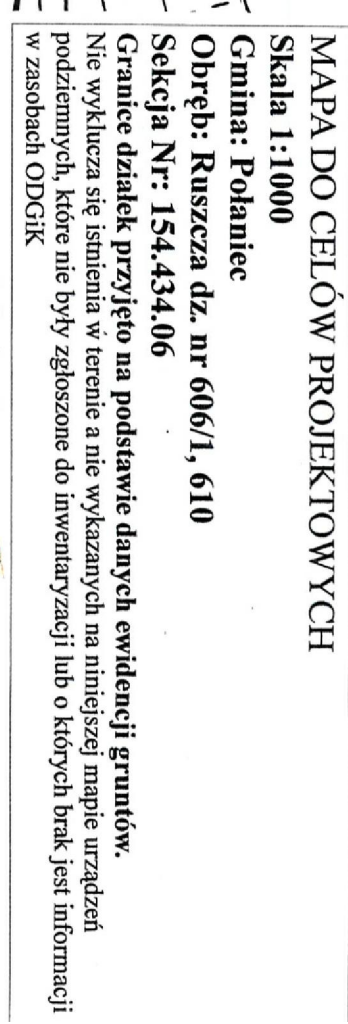 MAPA DO CELÓW PROJEKTOWYCH
Skala 1:1000
Gmina: Połaniec
Obręb: Ruszcza dz. nr 606/1, 610
Sekcja Nr: 154.434.06
Granice działek przyjęto na podstawie danych ewidencji gruntów.
Nie wyklucza się istnienia w terenie a nie wykazanych na niniejszej mapie urządzeń
podziemnych, które nie były zgłoszone do inwentaryzacji lub o których brak jest informacji
w zasobach ODGiK